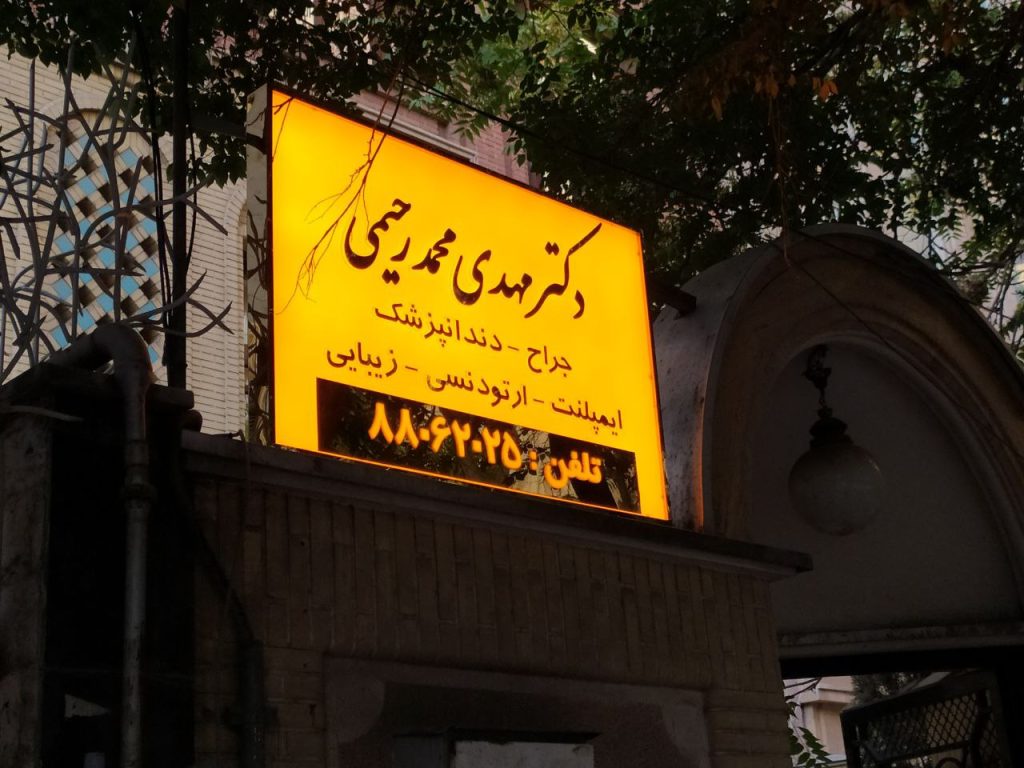 دکتر مهدی محمد رحیمی
جراح - دندانپزشک
ایمپلنت - ارتودنسی - زیبایی
تلفن : ۸۸۰۶۲۰۲۵